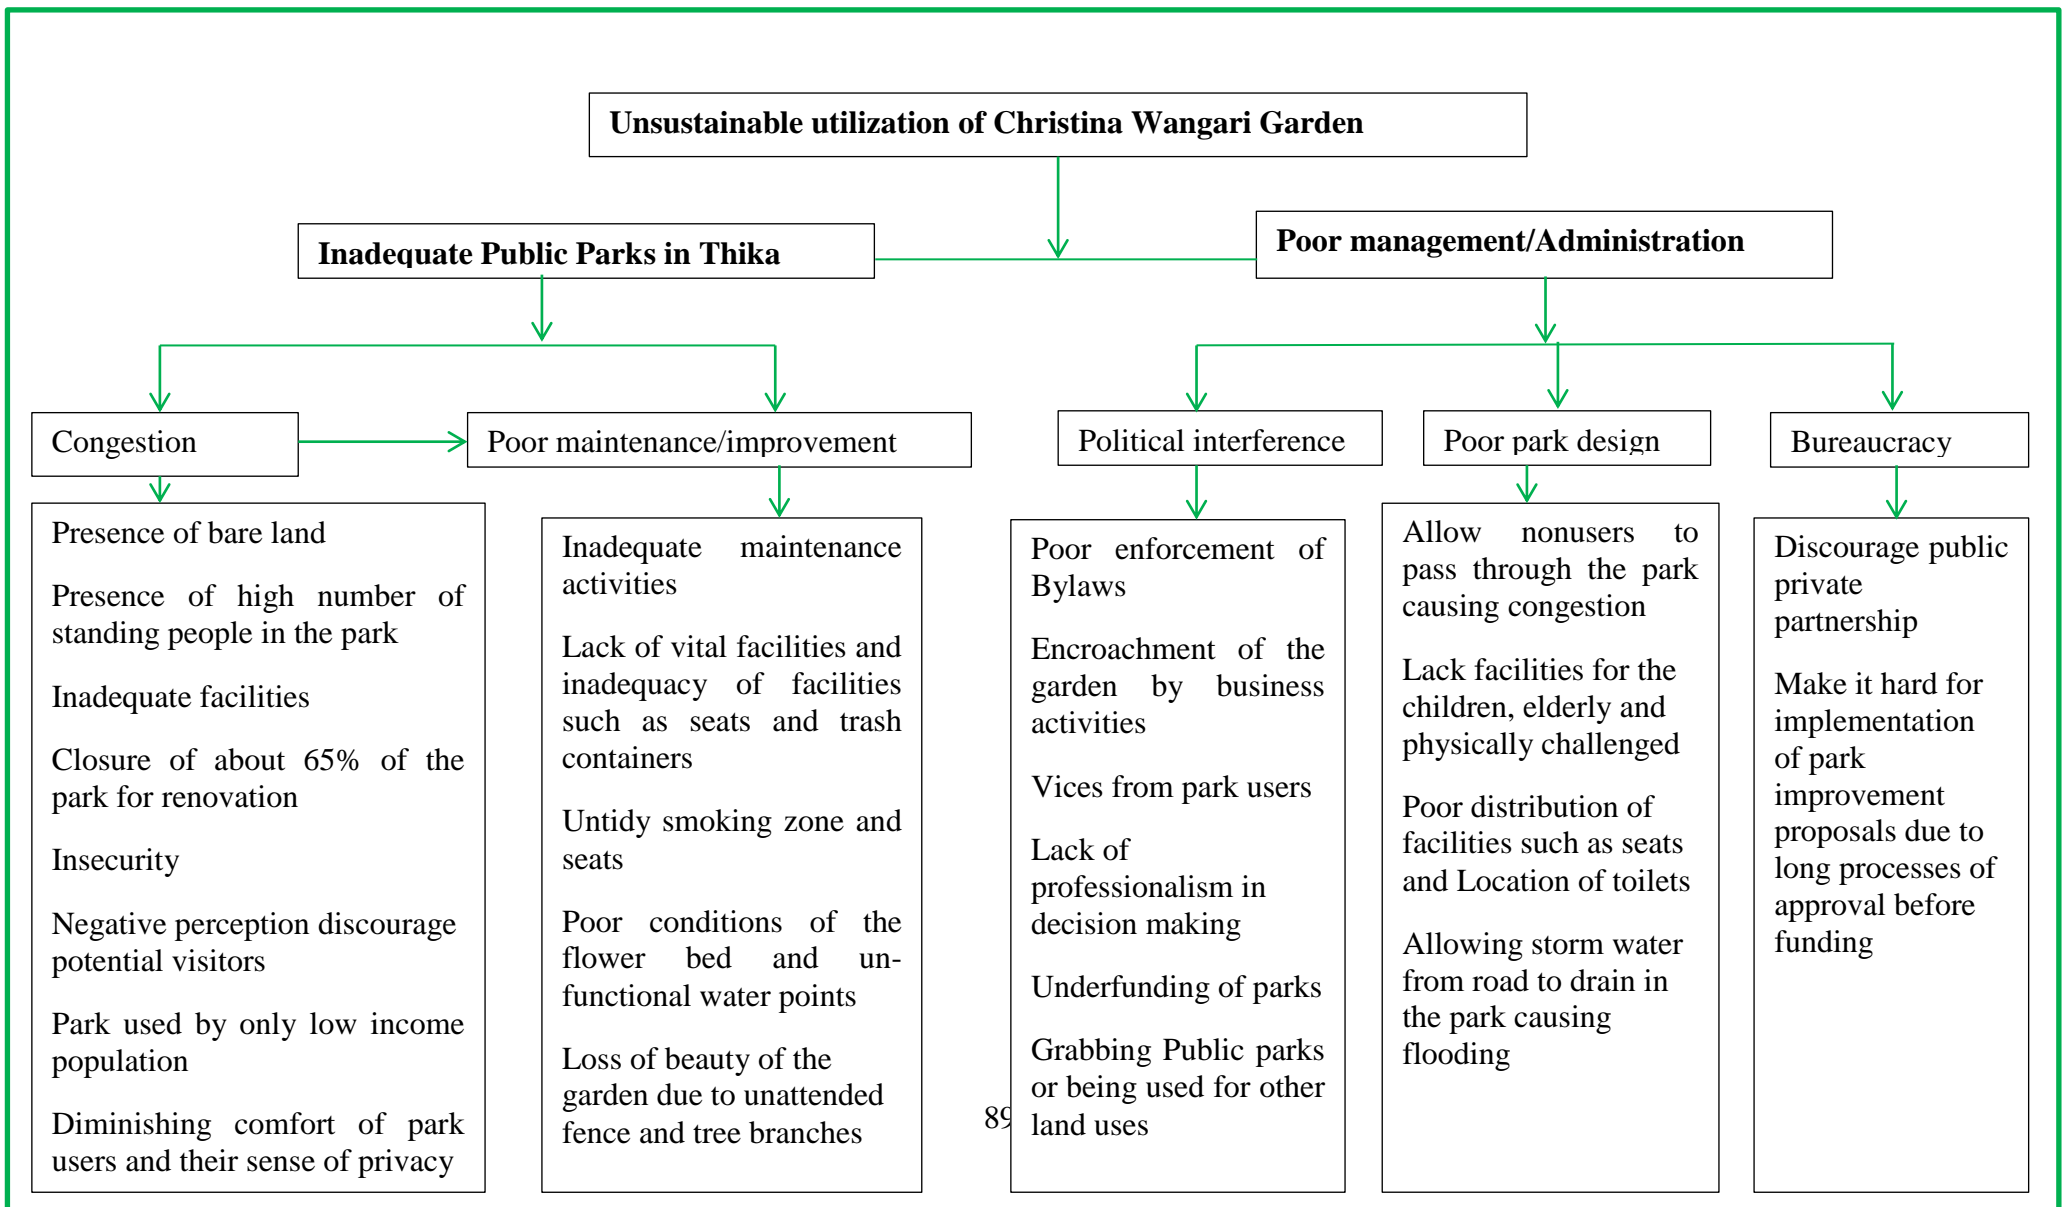 Unsustainable utilization of Christina Wangari Garden
Inadequate Public Parks in Thika
Poor management/Administration
Congestion
Poor maintenance/improvement
Political interference
Poor park design
Bureaucracy
Presence of bare land
Presence of high number of
standing people in the park
Inadequate facilities
Closure of about 65% of the
park for renovation
Insecurity
Negative perception discourage
potential visitors
Park used by only low income
population
Diminishing comfort of park
users and their sense of privacy
Inadequate maintenance
activities
Lack of vital facilities and
inadequacy of facilities
such as seats and trash
containers
Untidy smoking zone and
seats
Poor conditions of the
flower bed and un-
functional water points
Loss of beauty of the
garden due to unattended
fence and tree branches
Poor enforcement of
Bylaws
Encroachment of the
garden by business
activities
Vices from park users
Lack of
professionalism in
decision making
Underfunding of parks
Grabbing Public parks
or being used for other
land uses
Allow nonusers to
pass through the park
causing congestion
Lack facilities for the
children, elderly and
physically challenged
Poor distribution of
facilities such as seats
and Location of toilets
Allowing storm water
from road to drain in
the park causing
flooding
Discourage public
private
partnership
Make it hard for
implementation
of park
improvement
proposals due to
long processes of
approval before
funding
89